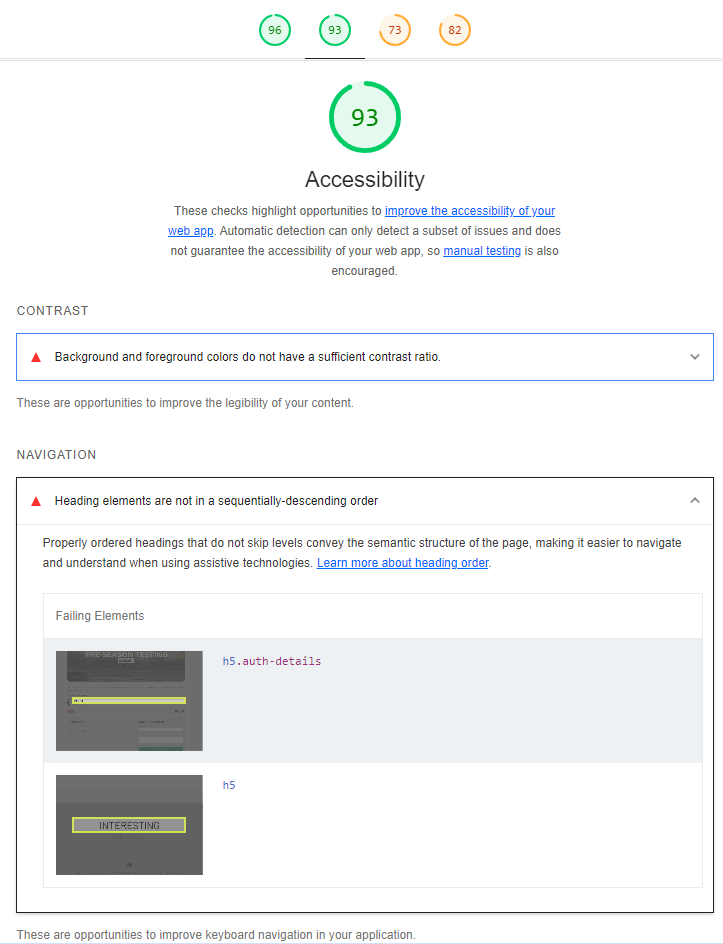 96 93 73 82
93
Accessibility
These checks highlight opportunities to improve the accessibility of your
web app. Automatic detection can only detect a subset of issues and does
not guarantee the accessibility of your web app, so manual testing is also
encouraged.
CONTRAST
Background and foreground colors do not have a sufficient contrast ratio.
These are opportunities to improve the legibility of your content.
NAVIGATION
Heading elements are not in a sequentially-descending order
Properly ordered headings that do not skip levels convey the semantic structure of the page, making it easier to navigate
and understand when using assistive technologies. Learn more about heading order.
Failing Elements
PRE-SEASON TESTING
h5.auth-details
h5
INTERESTING
These are opportunities to improve keyboard navigation in your application.